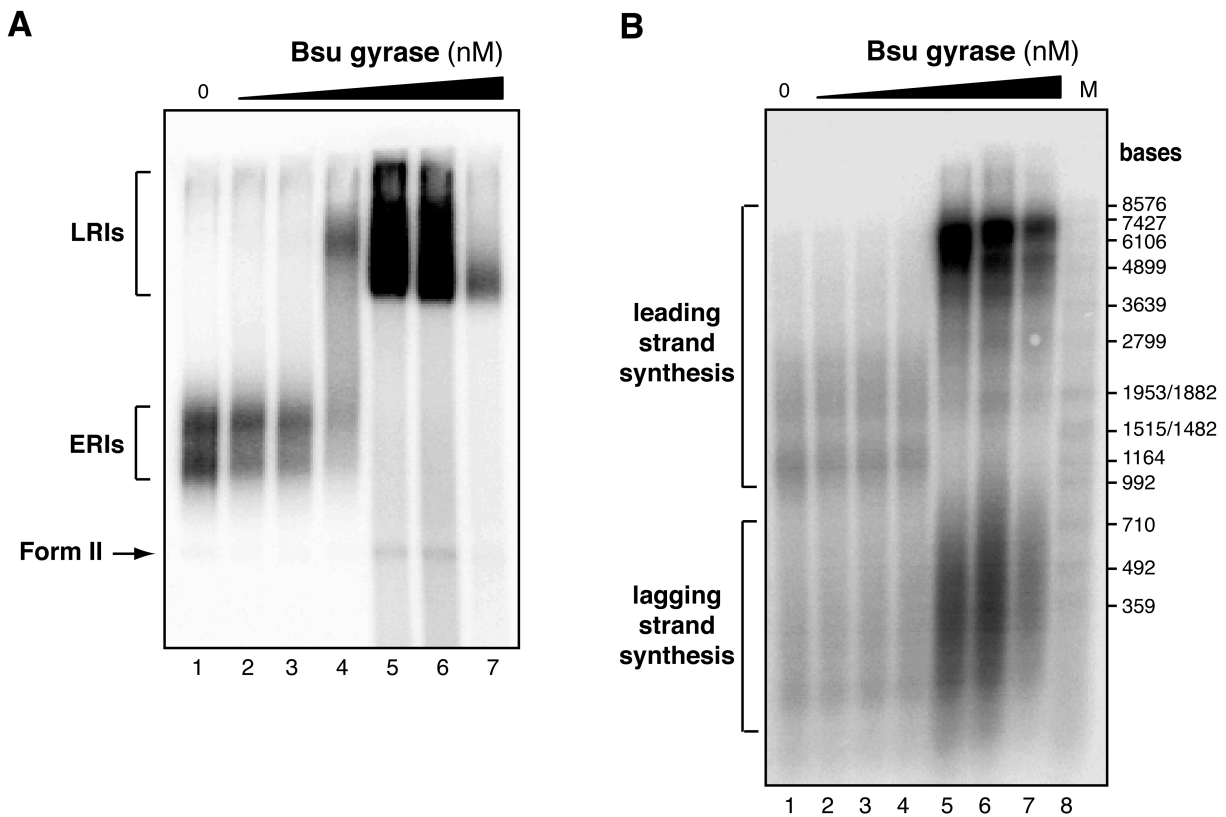 A
Bsu gyrase (nM)
0
LRIs
ERIs
Form II
1 2 3 4 5 6 7
B
Bsu gyrase (nM)
0 M
bases
8576
7427
6106
4899
3639
2799
1953/1882
1515/1482
1164
992
710
492
359
leading
strand
synthesis
lagging
strand
synthesis
1 2 3 4 5 6 7 8